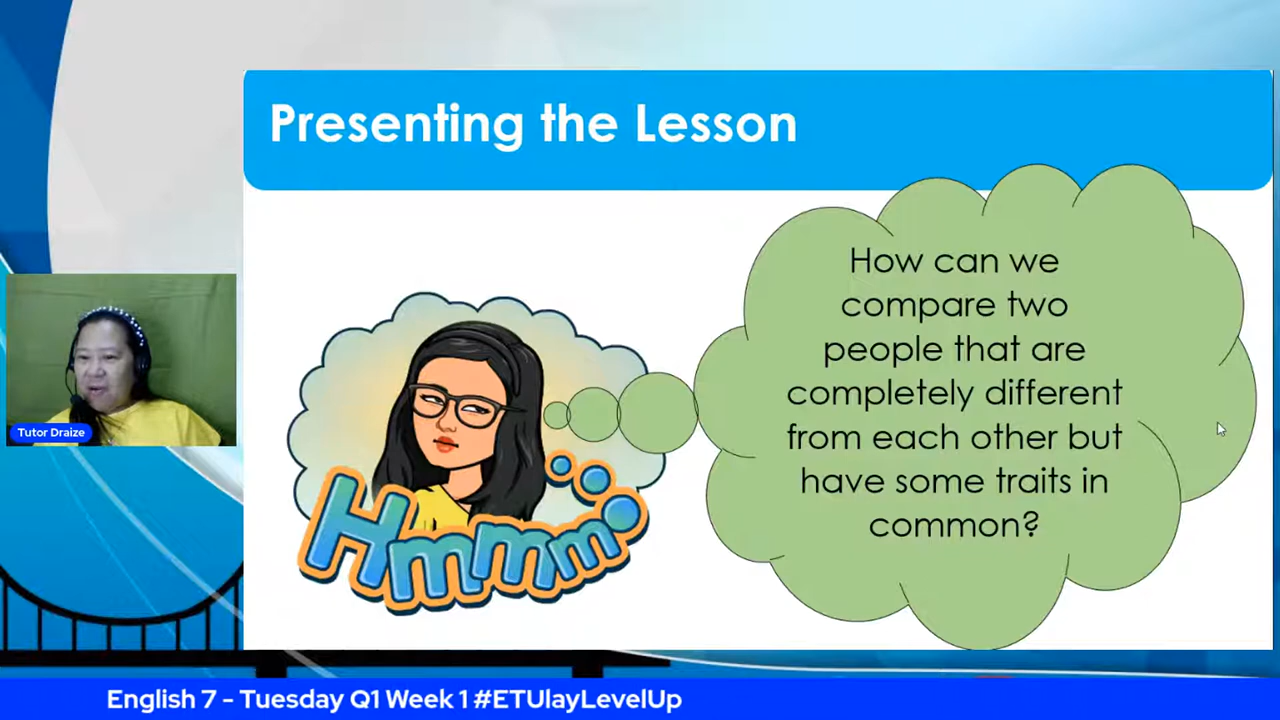 Presenting the Lesson
How can we
compare two
people that are
completely different
from each other but
have some traits in
common?
Hmmmm
Tutor Draize
English 7 - Tuesday Q1 Week 1 #ETUlayLevelUp